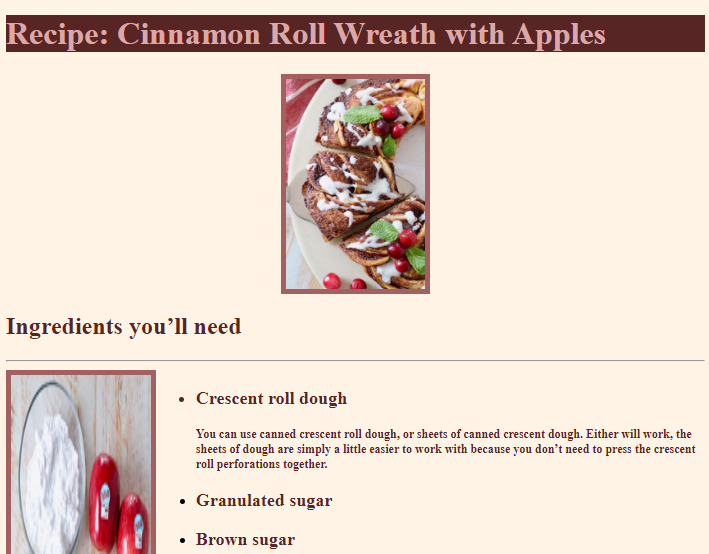 Recipe: Cinnamon Roll Wreath with Apples
Ingredients you’ll need
Crescent roll dough
You can use canned crescent roll dough, or sheets of canned crescent dough. Either will work, the
sheets of dough are simply a little easier to work with because you don’t need to press the crescent
roll perforations together.
Granulated sugar
Brown sugar